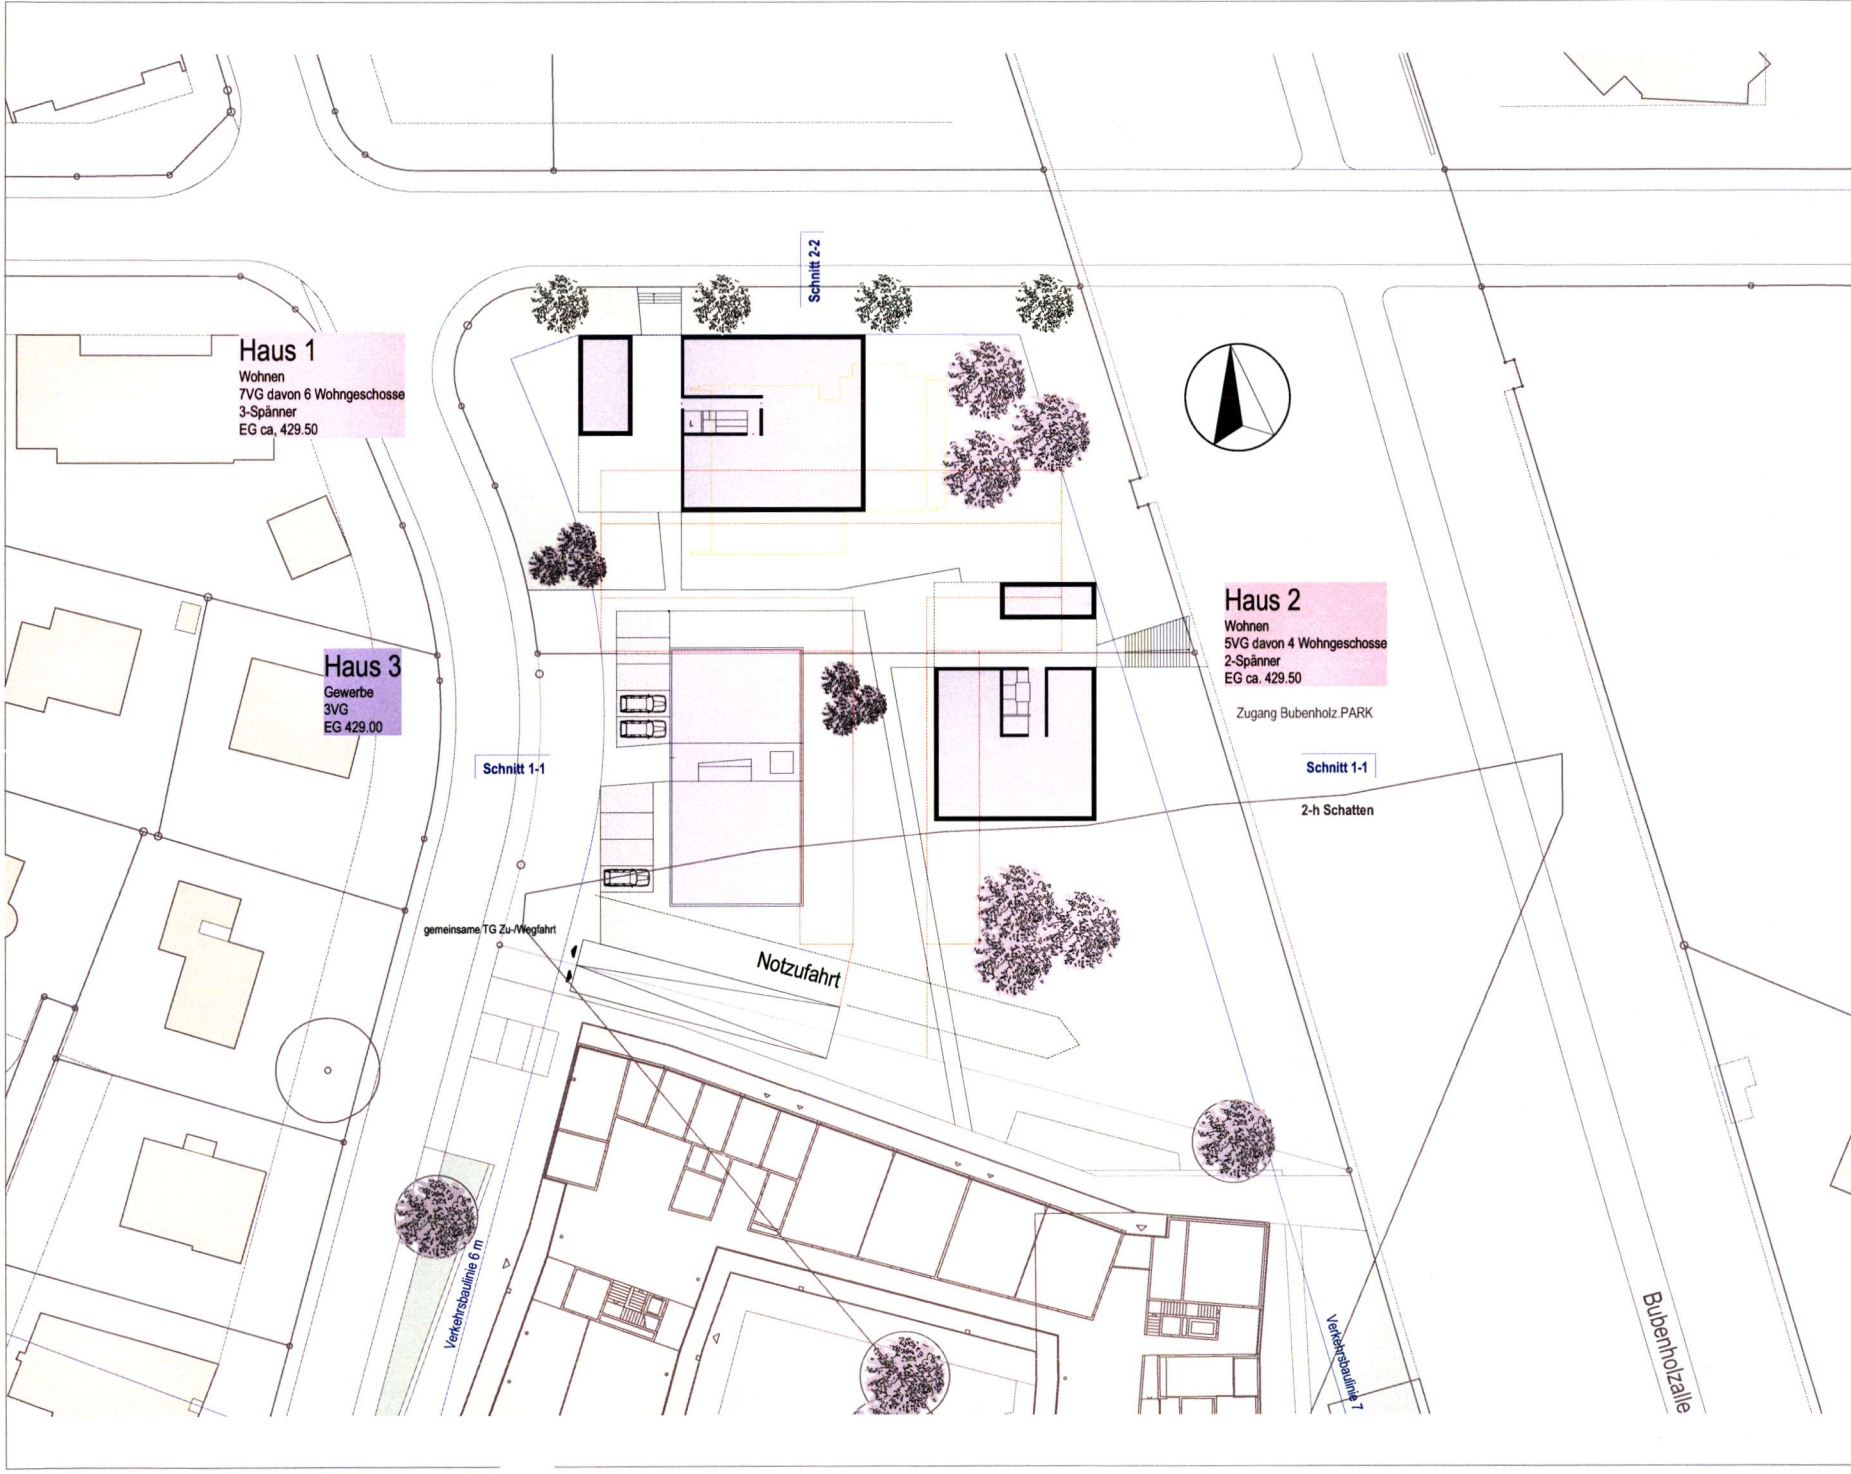 Schnitt 2-2
Haus 1
Wohnen
7VG davon 6 Wohngeschosse
3-Spänner
EG ca, 429.50
L
Haus 2
Wohnen
5VG davon 4 Wohngeschosse
2-Spänner
EG ca. 429.50
Zugang Bubenholz.PARK
Haus 3
Gewerbe
3VG
EG 429.00
Schnitt 1-1
Schnitt 1-1
2-h Schatten
gemeinsame TG Zu-/Wegfahrt
Notzufahrt
Verkehrsbaulinie 6 m
Verkehrsbaulinie 7
Bubenholzalle